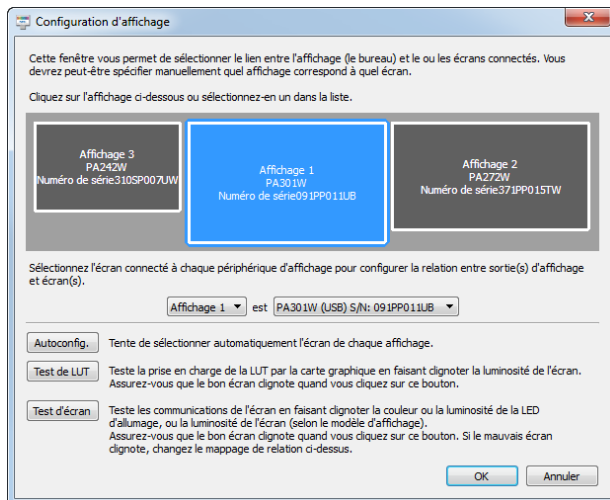 Configuration d'affichage
Cette fenêtre vous permet de sélectionner le lien entre l'affichage (le bureau) et le ou les écrans connectés. Vous
devrez peut-être spécifier manuellement quel affichage correspond à quel écran.
Cliquez sur l'affichage ci-dessous ou sélectionnez-en un dans la liste.
Affichage 3
PA242W
Numéro de série310SP007UW
Affichage 1
PA301W
Numéro de série091PP011UB
Affichage 2
PA272W
Numéro de série371PP015TW
Sélectionnez l'écran connecté à chaque périphérique d'affichage pour configurer la relation entre sortie(s) d'affichage
et écran(s).
Affichage 1 est PA301W (USB) S/N: 091PP011UB
Autoconfig. Tente de sélectionner automatiquement l'écran de chaque affichage.
Test de LUT Teste la prise en charge de la LUT par la carte graphique en faisant clignoter la luminosité de l'écran.
Assurez-vous que le bon écran clignote quand vous cliquez sur ce bouton.
Test d'écran Teste les communications de l'écran en faisant clignoter la couleur ou la luminosité de la LED
d'allumage, ou la luminosité de l'écran (selon le modèle d'affichage).
Assurez-vous que le bon écran clignote quand vous cliquez sur ce bouton. Si le mauvais écran
clignote, changez le mappage de relation ci-dessus.
OK Annuler